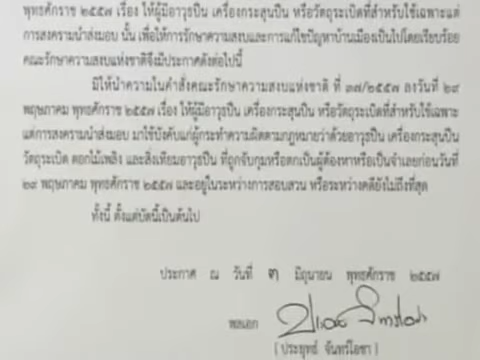 พุทธศักราช ๒๕๕๗ เรื่อง ให้ผู้มีอาวุธปืน เครื่องกระสุนปืน หรือวัตถุระเบิดที่สำหรับใช้เฉพาะแต่
การสงครามนำส่งมอบ นั้น เพื่อให้การรักษาความสงบและการแก้ไขปัญหาบ้านเมืองเป็นไปโดยเรียบร้อย
คณะรักษาความสงบแห่งชาติจึงมีประกาศดังต่อไปนี้
มิให้นำความในคำสั่งคณะรักษาความสงบแห่งชาติ ที่ ๓๗/๒๕๕๗ ลงวันที่ ๒๙
พฤษภาคม พุทธศักราช ๒๕๕๗ เรื่อง ให้ผู้มีอาวุธปืน เครื่องกระสุนปืน หรือวัตถุระเบิดที่สำหรับใช้เฉพาะ
แต่การสงครามนำส่งมอบ มาใช้บังคับแก่ผู้กระทำความผิดตามกฎหมายว่าด้วยอาวุธปืน เครื่องกระสุนปืน
วัตถุระเบิด ดอกไม้เพลิง และสิ่งเทียมอาวุธปืน ที่ถูกจับกุมหรือตกเป็นผู้ต้องหาหรือเป็นจำเลยก่อนวันที่
๒๙ พฤษภาคม พุทธศักราช ๒๕๕๗ และอยู่ในระหว่างการสอบสวน หรือระหว่างคดียังไม่ถึงที่สุด
ทั้งนี้ ตั้งแต่บัดนี้เป็นต้นไป
ประกาศ ณ วันที่ ๓ มิถุนายน พุทธศักราช ๒๕๕๗
พลเอก
( ประยุทธ์ จันทร์โอชา )